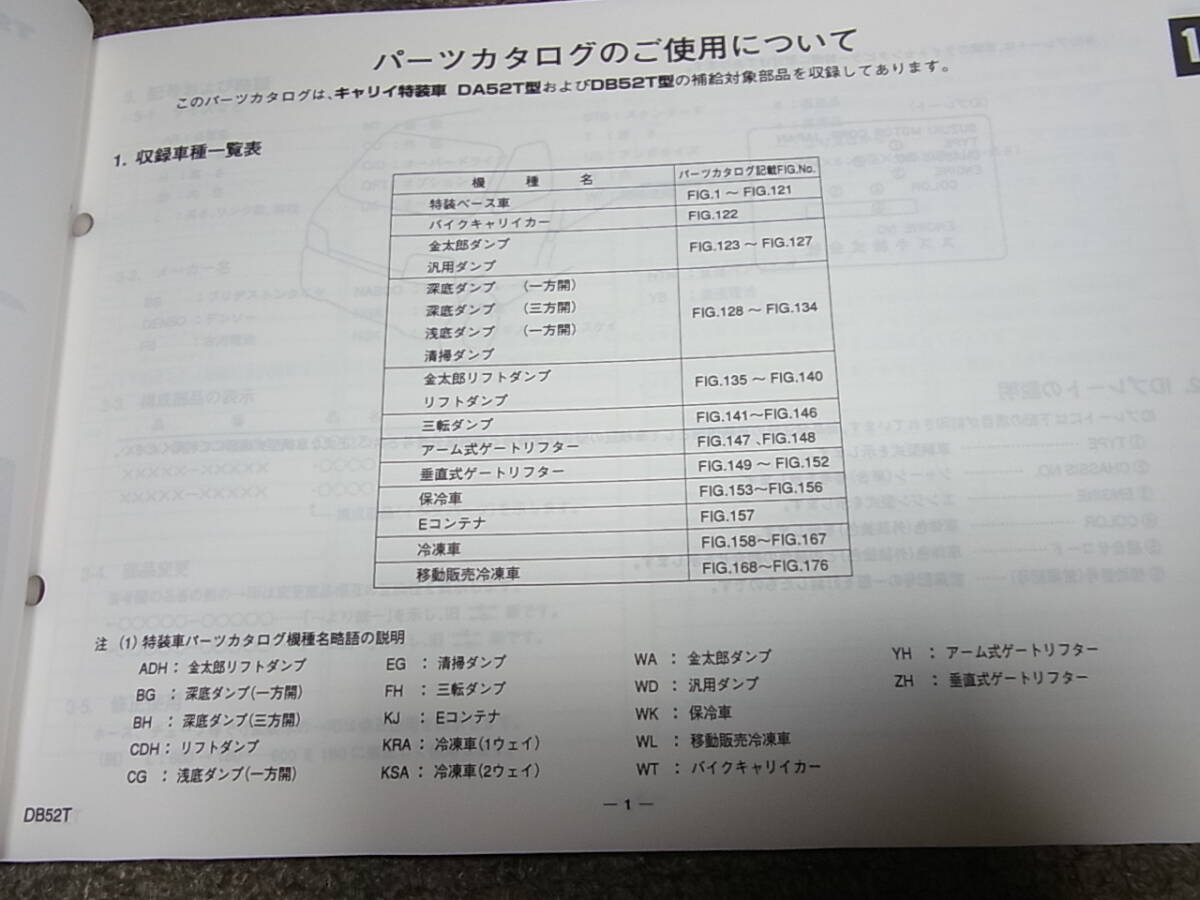 パーツカタログのご使用について
1
このパーツカタログは、キャリイ特装車 DA52T型およびDB52T型の補給対象部品を収録してあります。
1. 収録車種一覧表
機 種 名 パーツカタログ記載FIG.No.
特装ベース車 FIG.1 ～ FIG.121
バイクキャリイカー FIG.122
金太郎ダンプ FIG.123 ～ FIG.127
汎用ダンプ
深底ダンプ (一方開) FIG.128 ～ FIG.134
深底ダンプ (三方開)
浅底ダンプ (一方開)
清掃ダンプ
金太郎リフトダンプ FIG.135 ～ FIG.140
リフトダンプ
三転ダンプ FIG.141～FIG.146
アーム式ゲートリフター FIG.147 、FIG.148
垂直式ゲートリフター FIG.149 ～ FIG.152
保冷車 FIG.153～FIG.156
Eコンテナ FIG.157
冷凍車 FIG.158～FIG.167
移動販売冷凍車 FIG.168～FIG.176
注 (1) 特装車パーツカタログ機種名略語の説明
ADH : 金太郎リフトダンプ EG : 清掃ダンプ WA : 金太郎ダンプ YH : アーム式ゲートリフター
BG : 深底ダンプ(一方開) FH : 三転ダンプ WD : 汎用ダンプ ZH : 垂直式ゲートリフター
BH : 深底ダンプ(三方開) KJ : Eコンテナ WK : 保冷車
CDH : リフトダンプ KRA : 冷凍車(1ウェイ) WL : 移動販売冷凍車
CG : 浅底ダンプ(一方開) KSA : 冷凍車(2ウェイ) WT : バイクキャリイカー
DB52T
— 1 —